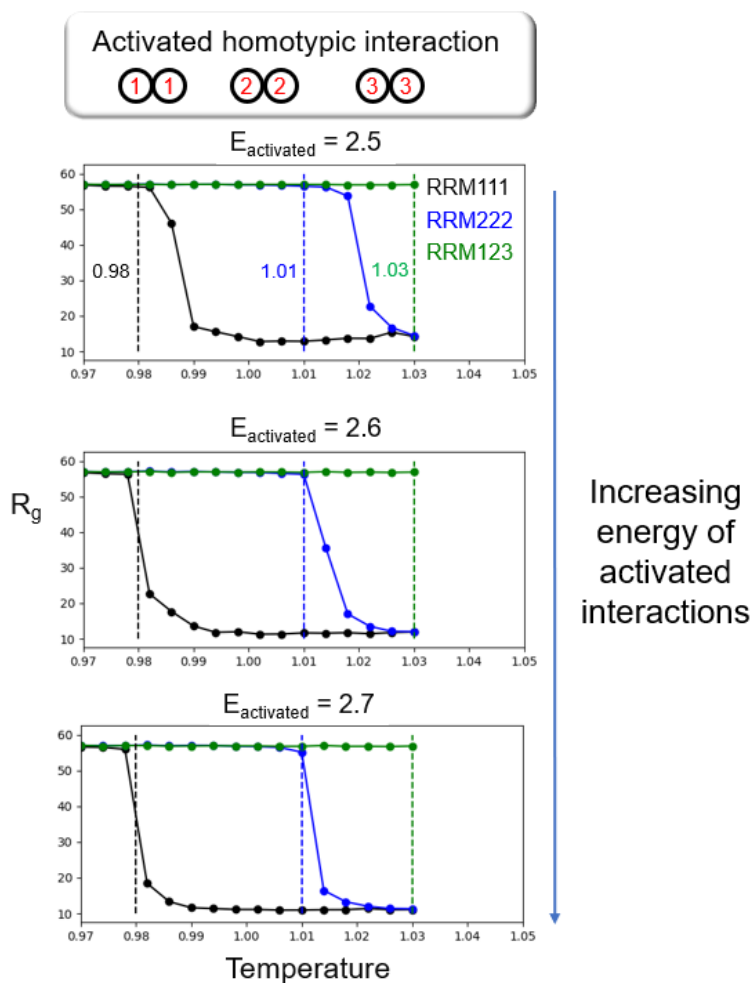 Activated homotypic interaction
1 1 2 2 3 3
E_activated = 2.5
60
50
40
30
20
10
0.98
1.01
1.03
RRM111
RRM222
RRM123
0.97 0.98 0.99 1.00 1.01 1.02 1.03 1.04 1.05
E_activated = 2.6
60
50
40
30
20
10
0.97 0.98 0.99 1.00 1.01 1.02 1.03 1.04 1.05
R_g
Increasing
energy of
activated
interactions
E_activated = 2.7
60
50
40
30
20
10
0.97 0.98 0.99 1.00 1.01 1.02 1.03 1.04 1.05
Temperature